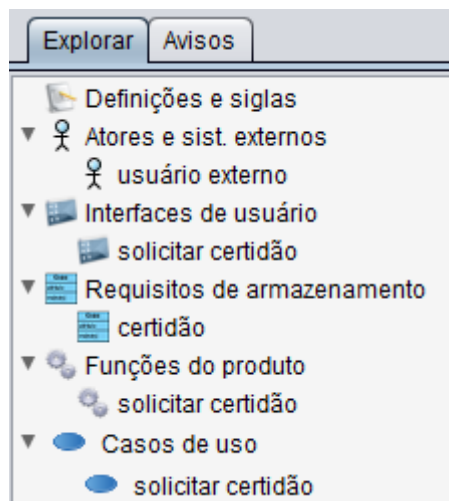 Explorar Avisos
Definições e siglas
Atores e sist. externos
usuário externo
Interfaces de usuário
solicitar certidão
Requisitos de armazenamento
certidão
Funções do produto
solicitar certidão
Casos de uso
solicitar certidão